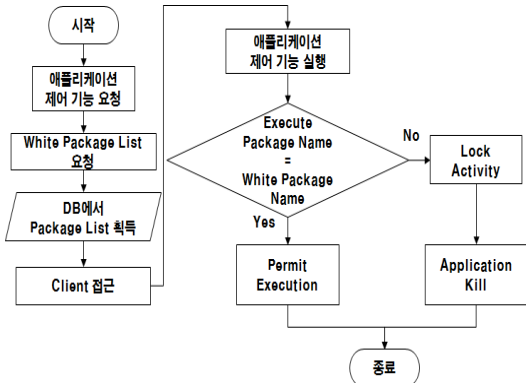 시작
애플리케이션
제어 기능 요청
White Package List
요청
DB에서
Package List 획득
Client 접근
애플리케이션
제어 기능 실행
Execute
Package Name
=
White Package
Name
No
Yes
Lock
Activity
Permit
Execution
Application
Kill
종료